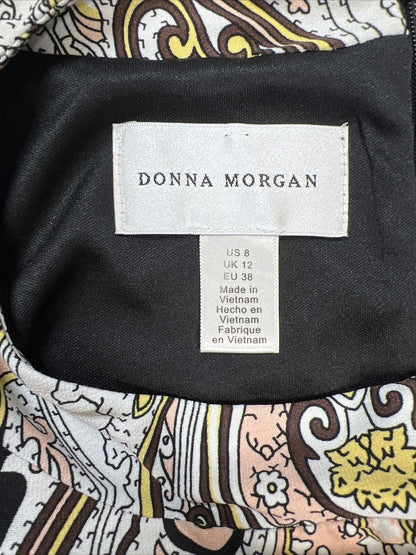 DONNA MORGAN
US 8
UK 12
EU 38
Made in
Vietnam
Hecho en
Vietnam
Fabrique
en Vietnam